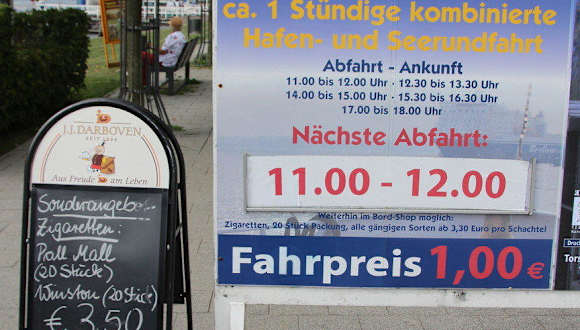 J.J. DARBOVEN
SEIT 1866
Aus Freude am Leben
Sonderangebo
Zigaretten:
Pall Mall
(20 Stück)
Winston (20 Stück)
€ 3,50
ca. 1 Stündige kombinierte
Hafen- und Seerundfahrt
Abfahrt - Ankunft
11.00 bis 12.00 Uhr - 12.30 bis 13.30 Uhr
14.00 bis 15.00 Uhr - 15.30 bis 16.30 Uhr
17.00 bis 18.00 Uhr
Nächste Abfahrt:
11.00 - 12.00
Weiterhin im Bord-Shop möglich:
Zigaretten, 20 Stück Packung, alle gängigen Sorten ab 3,30 Euro pro Schachtel
Fahrpreis 1,00 €